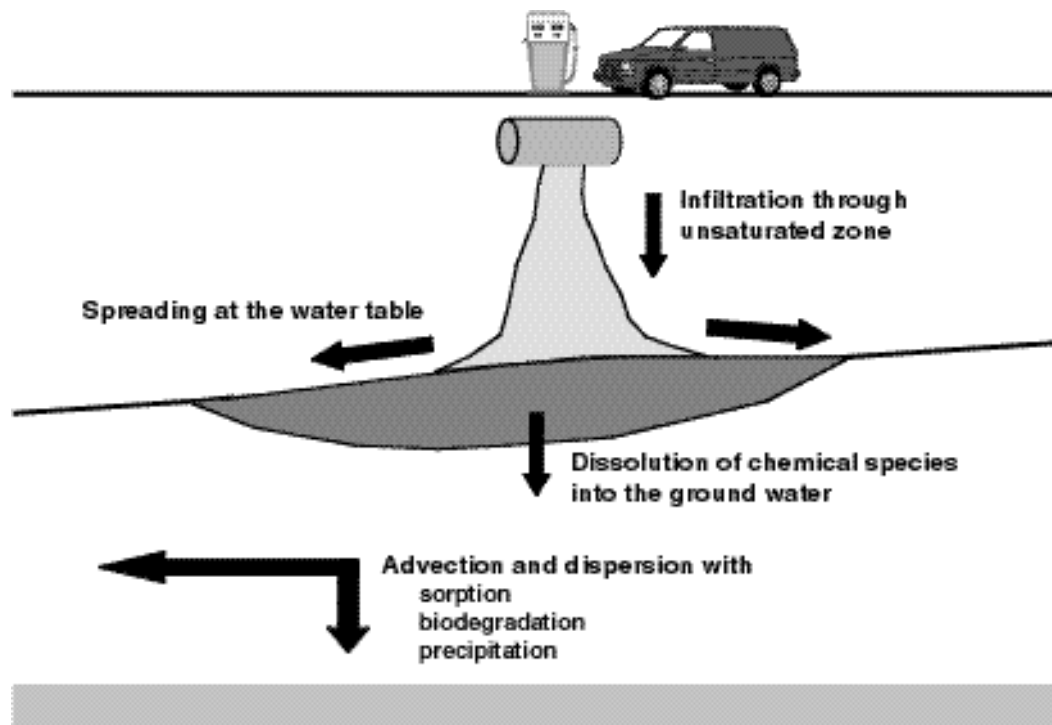 Infiltration through
unsaturated zone
Spreading at the water table
Dissolution of chemical species
into the ground water
Advection and dispersion with
sorption
biodegradation
precipitation